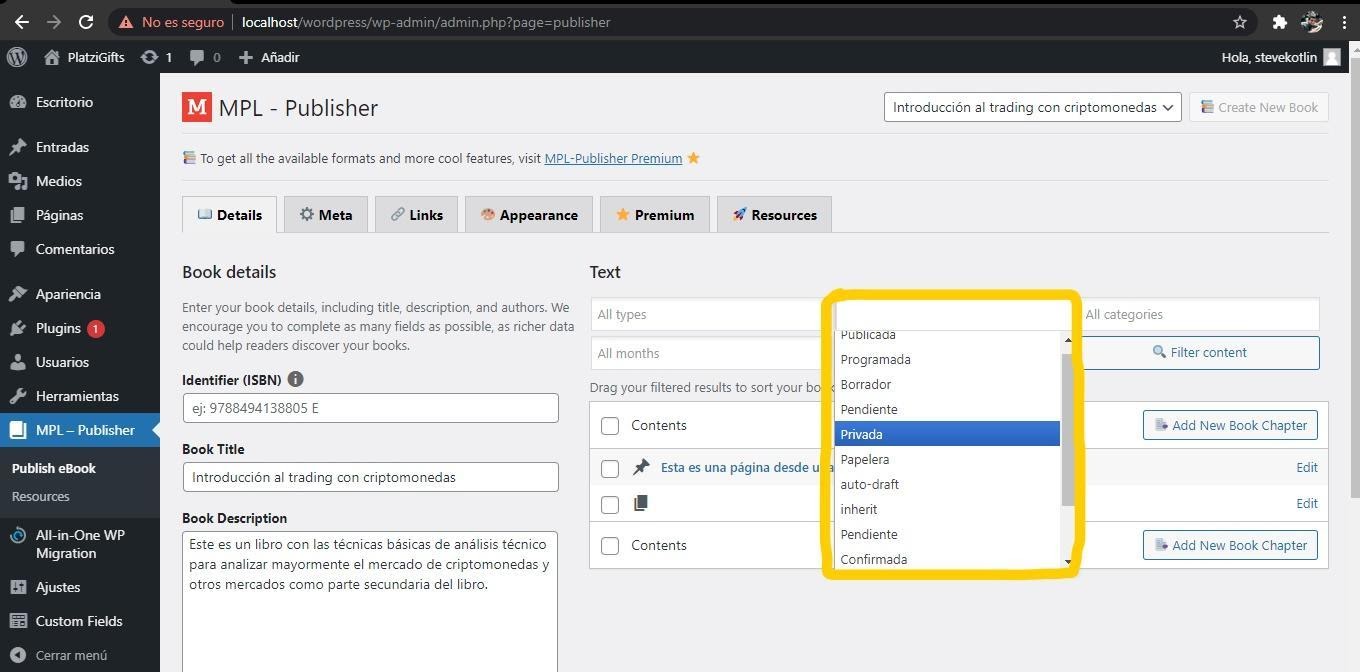 No es seguro
localhost/wordpress/wp-admin/admin.php?page=publisher
PlatziGifts
1
0
Añadir
Hola, stevekotlin
Escritorio
Entradas
Medios
Páginas
Comentarios
Apariencia
Plugins 1
Usuarios
Herramientas
MPL – Publisher
Publish eBook
Resources
All-in-One WP
Migration
Ajustes
Custom Fields
Cerrar menú
M MPL - Publisher
Introducción al trading con criptomonedas
Create New Book
To get all the available formats and more cool features, visit MPL-Publisher Premium
Details
Meta
Links
Appearance
Premium
Resources
Book details
Enter your book details, including title, description, and authors. We
encourage you to complete as many fields as possible, as richer data
could help readers discover your books.
Identifier (ISBN)
ej: 9788494138805 E
Book Title
Introducción al trading con criptomonedas
Book Description
Este es un libro con las técnicas básicas de análisis técnico
para analizar mayormente el mercado de criptomonedas y
otros mercados como parte secundaria del libro.
Text
All types
All categories
All months
Filter content
Drag your filtered results to sort your
Contents
Add New Book Chapter
Esta es una página desde
Edit
Edit
Contents
Add New Book Chapter
Publicada
Programada
Borrador
Pendiente
Privada
Papelera
auto-draft
inherit
Pendiente
Confirmada